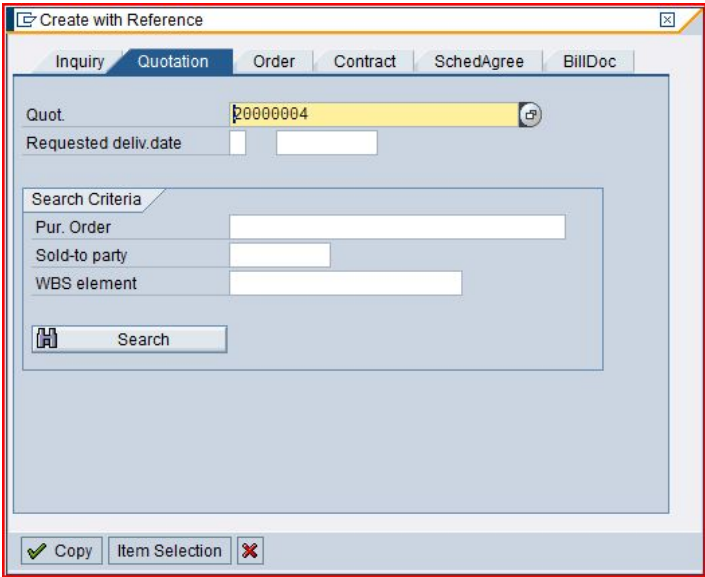 Create with Reference
Inquiry Quotation Order Contract SchedAgree BillDoc
Quot. 20000004
Requested deliv.date
Search Criteria
Pur. Order
Sold-to party
WBS element
Search
Copy Item Selection